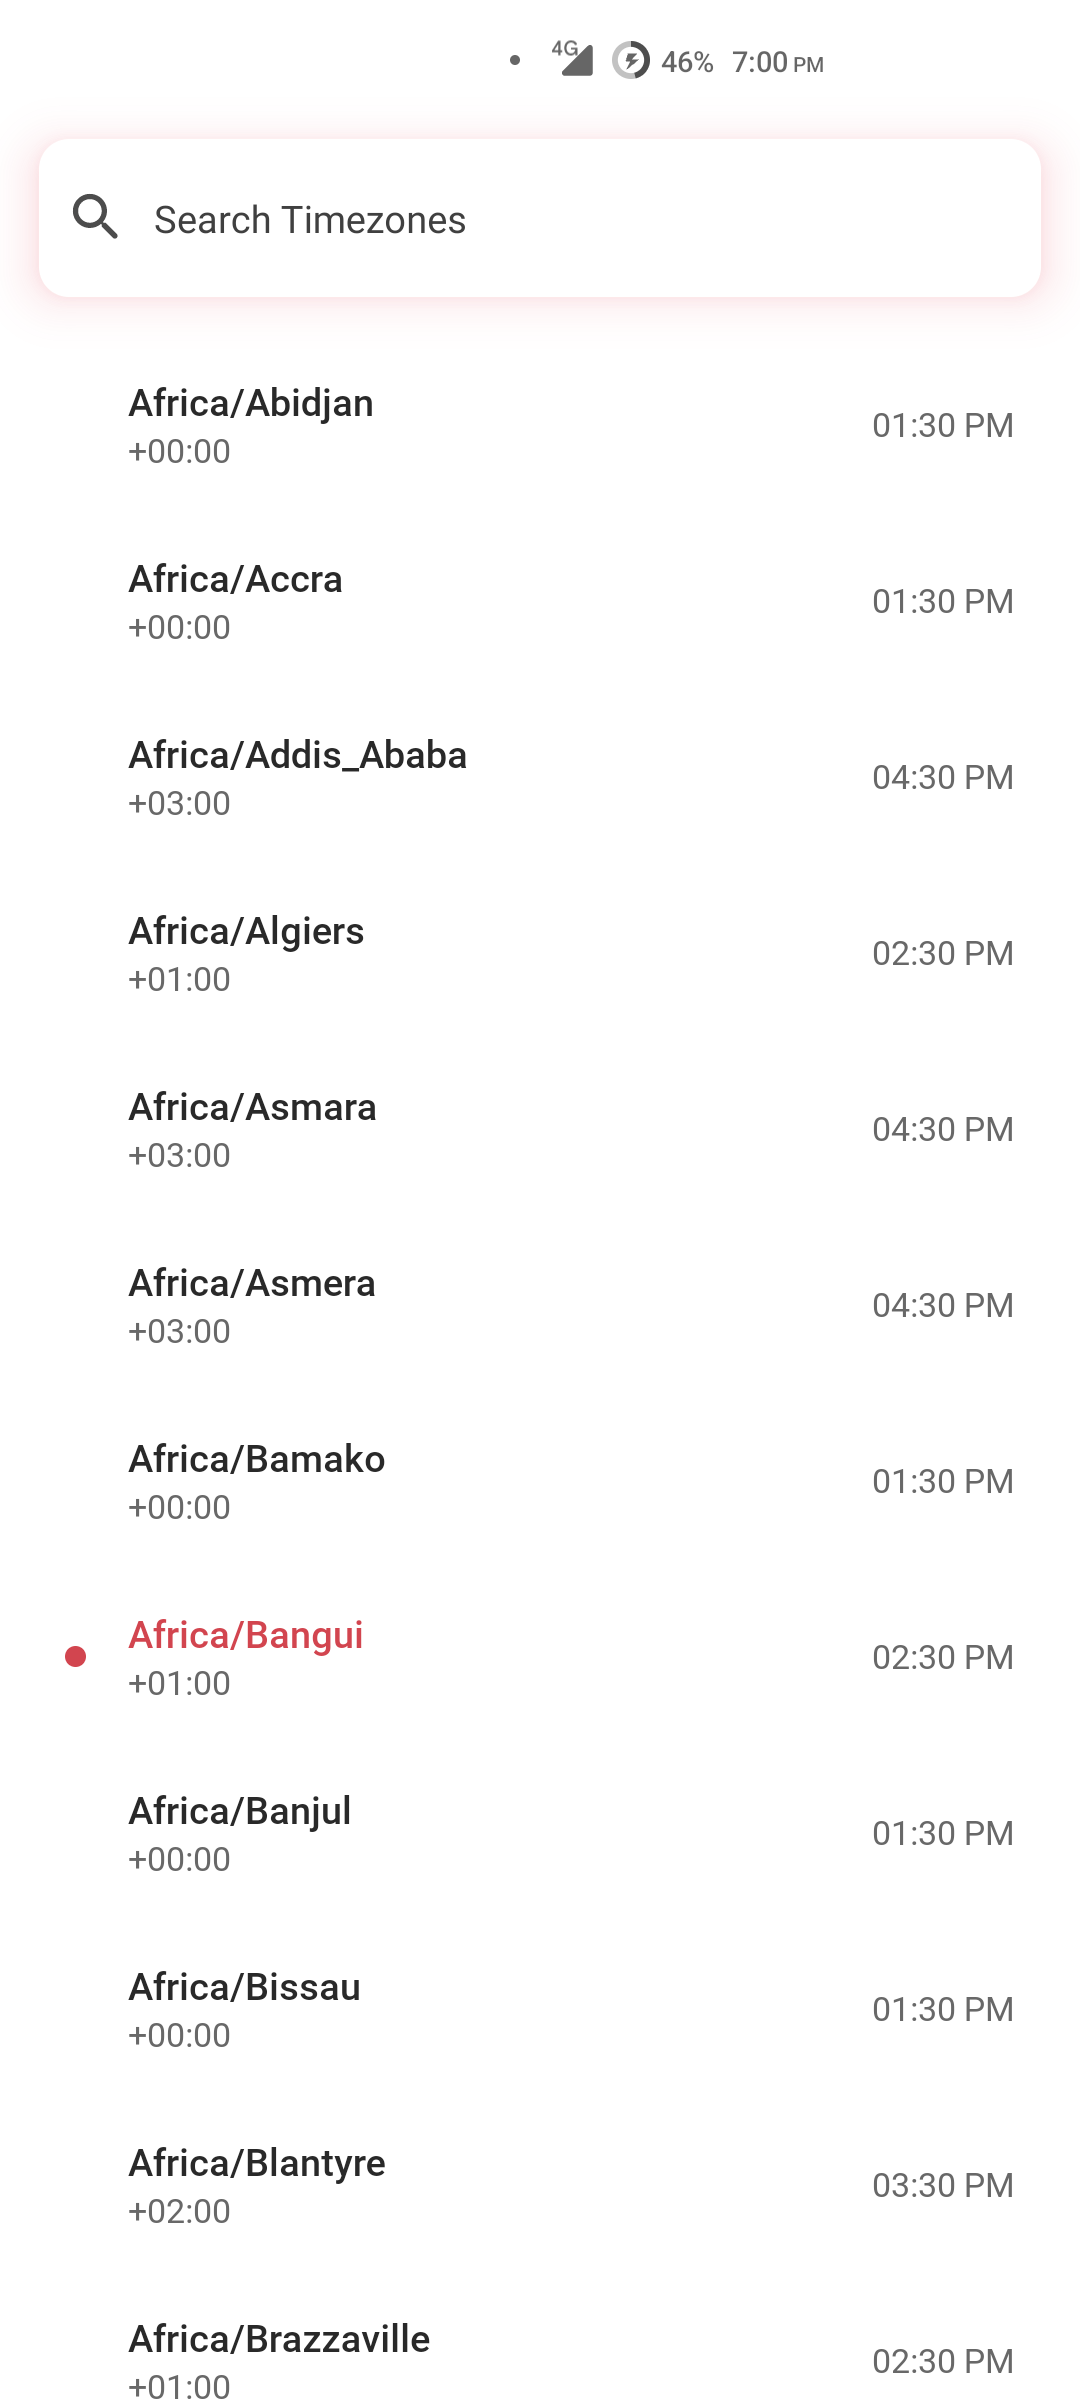 4G 46% 7:00 PM
Search Timezones
Africa/Abidjan
+00:00
01:30 PM
Africa/Accra
+00:00
01:30 PM
Africa/Addis_Ababa
+03:00
04:30 PM
Africa/Algiers
+01:00
02:30 PM
Africa/Asmara
+03:00
04:30 PM
Africa/Asmera
+03:00
04:30 PM
Africa/Bamako
+00:00
01:30 PM
Africa/Bangui
+01:00
02:30 PM
Africa/Banjul
+00:00
01:30 PM
Africa/Bissau
+00:00
01:30 PM
Africa/Blantyre
+02:00
03:30 PM
Africa/Brazzaville
+01:00
02:30 PM